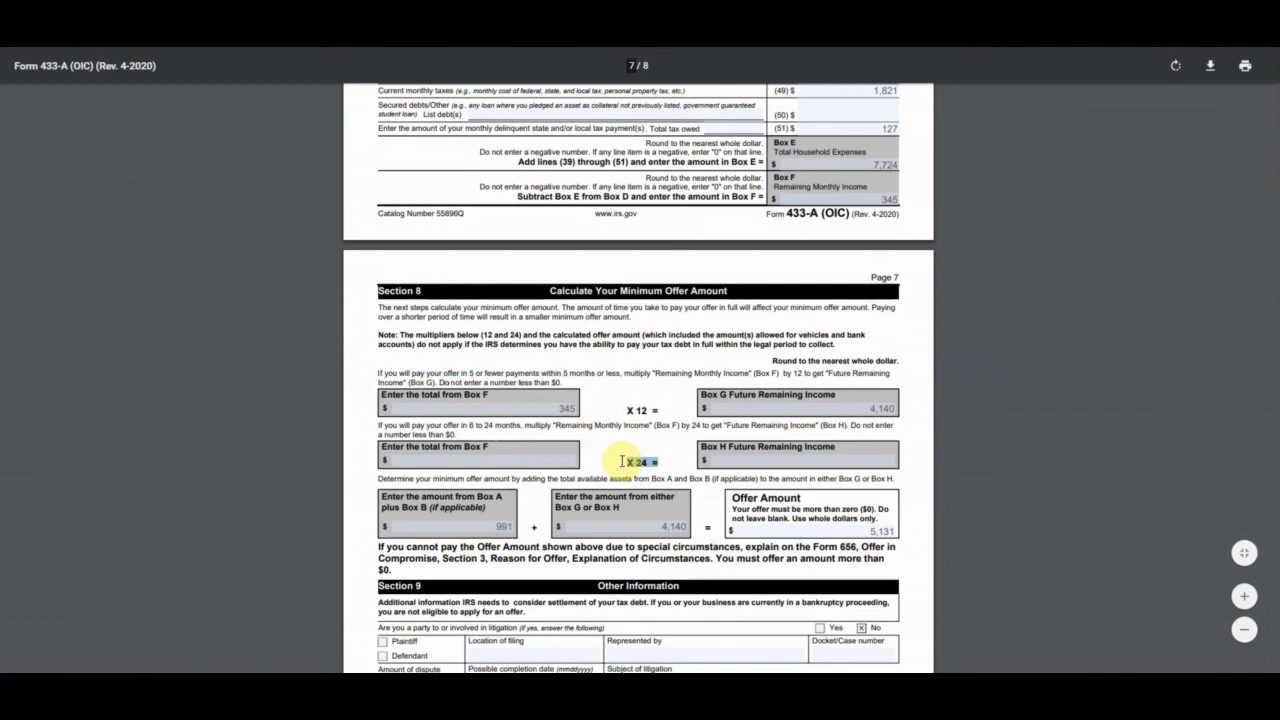 Form 433-A (OIC) (Rev. 4-2020)
7 / 8
Current monthly taxes (e.g., monthly cost of federal, state, and local tax, personal property tax, etc.) (49) $ 1,821
Secured debts/Other (e.g., any loan where you pledged an asset as collateral not previously listed, government guaranteed
student loan) List debt(s) (50) $
Enter the amount of your monthly delinquent state and/or local tax payment(s). Total tax owed (51) $ 127
Round to the nearest whole dollar.
Do not enter a negative number. If any line item is a negative, enter "0" on that line.
Add lines (39) through (51) and enter the amount in Box E =
Box E
Total Household Expenses
$ 7,724
Round to the nearest whole dollar.
Do not enter a negative number. If any line item is a negative, enter "0" on that line.
Subtract Box E from Box D and enter the amount in Box F =
Box F
Remaining Monthly Income
$ 345
Catalog Number 55896Q www.irs.gov Form 433-A (OIC) (Rev. 4-2020)
Page 7
Section 8 Calculate Your Minimum Offer Amount
The next steps calculate your minimum offer amount. The amount of time you take to pay your offer in full will affect your minimum offer amount. Paying
over a shorter period of time will result in a smaller minimum offer amount.
Note: The multipliers below (12 and 24) and the calculated offer amount (which included the amount(s) allowed for vehicles and bank
accounts) do not apply if the IRS determines you have the ability to pay your tax debt in full within the legal period to collect.
Round to the nearest whole dollar.
If you will pay your offer in 5 or fewer payments within 5 months or less, multiply "Remaining Monthly Income" (Box F) by 12 to get "Future Remaining
Income" (Box G). Do not enter a number less than $0.
Enter the total from Box F
$ 345
X 12 =
Box G Future Remaining Income
$ 4,140
If you will pay your offer in 6 to 24 months, multiply "Remaining Monthly Income" (Box F) by 24 to get "Future Remaining Income" (Box H). Do not enter
a number less than $0.
Enter the total from Box F
$
X 24 =
Box H Future Remaining Income
$
Determine your minimum offer amount by adding the total available assets from Box A and Box B (if applicable) to the amount in either Box G or Box H.
Enter the amount from Box A
plus Box B (if applicable)
$ 991
+
Enter the amount from either
Box G or Box H
$ 4,140
=
Offer Amount
Your offer must be more than zero ($0). Do
not leave blank. Use whole dollars only.
$ 5,131
If you cannot pay the Offer Amount shown above due to special circumstances, explain on the Form 656, Offer in
Compromise, Section 3, Reason for Offer, Explanation of Circumstances. You must offer an amount more than
$0.
Section 9 Other Information
Additional information IRS needs to consider settlement of your tax debt. If you or your business are currently in a bankruptcy proceeding,
you are not eligible to apply for an offer.
Are you a party to or involved in litigation (if yes, answer the following) Yes x No
Plaintiff
Defendant
Location of filing
Represented by
Docket/Case number
Amount of dispute
Possible completion date (mmddyyyy)
Subject of litigation